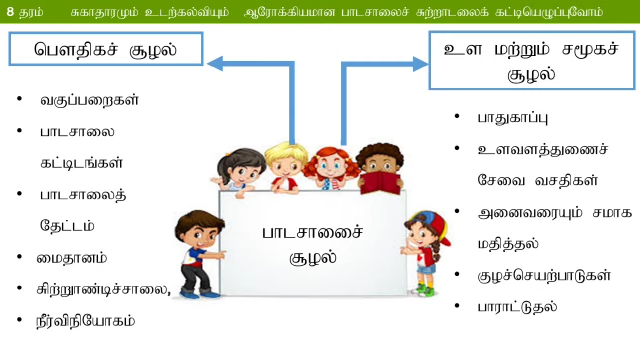 8 தரம் சுகாதாரமும் உடற்கல்வியும் ஆரோக்கியமான பாடசாலைச் சுற்றாடலைக் கட்டியெழுப்புவோம்
பௌதிகச் சூழல்
வகுப்பறைகள்
பாடசாலை
கட்டிடங்கள்
பாடசாலைத்
தேட்டம்
மைதானம்
சிற்றூண்டிச்சாலை,
நீர்விநியோகம்
உள மற்றும் சமூகச்
சூழல்
பாதுகாப்பு
உளவளத்துணைச்
சேவை வசதிகள்
அனைவரையும் சமாக
மதித்தல்
குழச்செயற்பாடுகள்
பாராட்டுதல்
பாடசாலைச்
சூழல்